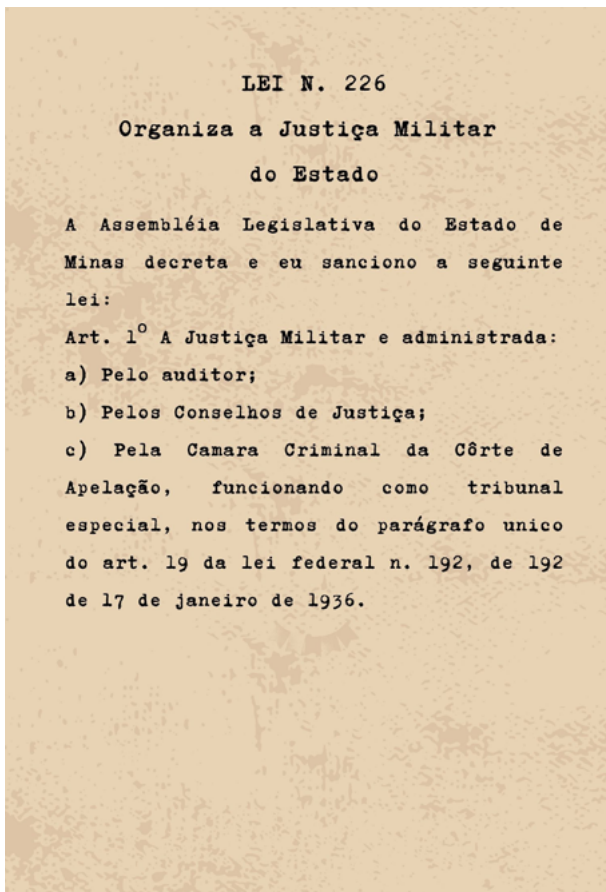 LEI N. 226
Organiza a Justiça Militar
do Estado
A Assembléia Legislativa do Estado de
Minas decreta e eu sanciono a seguinte
lei:
Art. 1º A Justiça Militar e administrada:
a) Pelo auditor;
b) Pelos Conselhos de Justiça;
c) Pela Camara Criminal da Côrte de
Apelação, funcionando como tribunal
especial, nos termos do parágrafo unico
do art. 19 da lei federal n. 192, de 192
de 17 de janeiro de 1936.